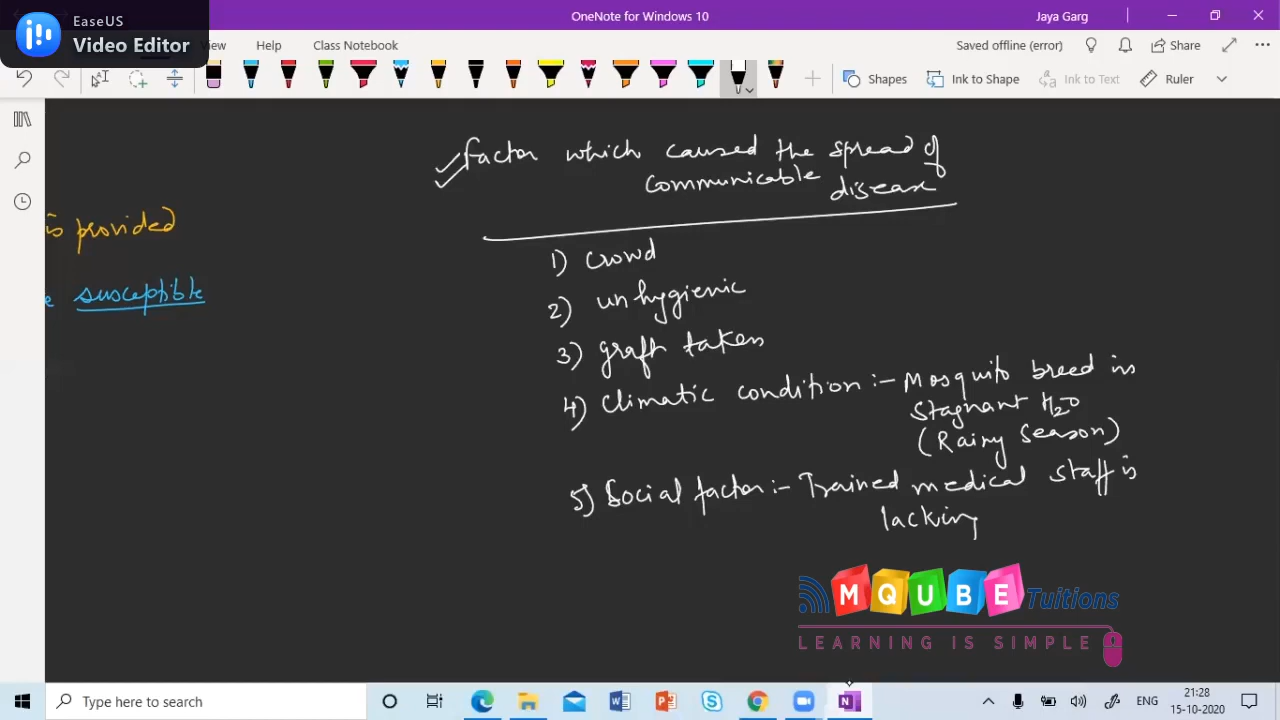 EaseUS
Video Editor
OneNote for Windows 10
Jaya Garg
View
Help
Class Notebook
Saved offline (error)
Share
Shapes
Ink to Shape
Ink to Text
Ruler
factor which caused the spread of
communicable disease
is provided
susceptible
1) Crowd
2) unhygienic
3) graft taken
4) Climatic condition :- Mosquito breed in
stagnant H2O
(Rainy Season)
5) Social factor :- Trained medical staff is
lacking
MQUBE Tuitions
LEARNING IS SIMPLE
Type here to search
ENG
21:28
15-10-2020